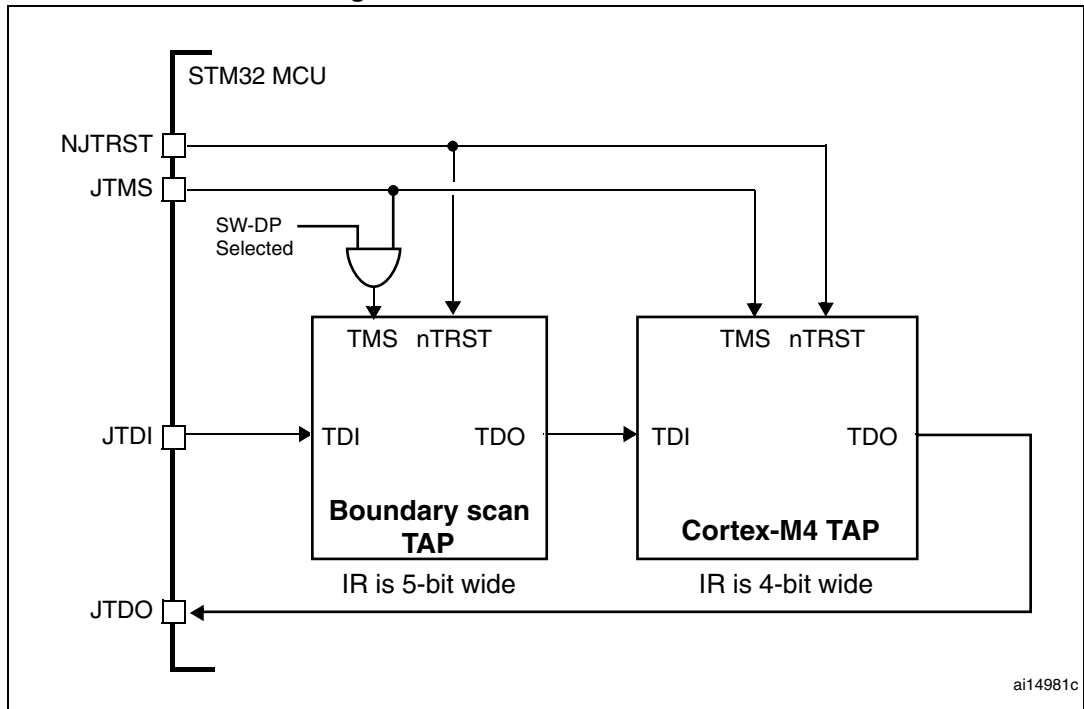 STM32 MCU
NJTRST
JTMS
SW-DP
Selected
TMS nTRST
TMS nTRST
JTDI
TDI
TDO
TDI
TDO
Boundary scan
TAP
Cortex-M4 TAP
IR is 5-bit wide
IR is 4-bit wide
JTDO
ai14981c